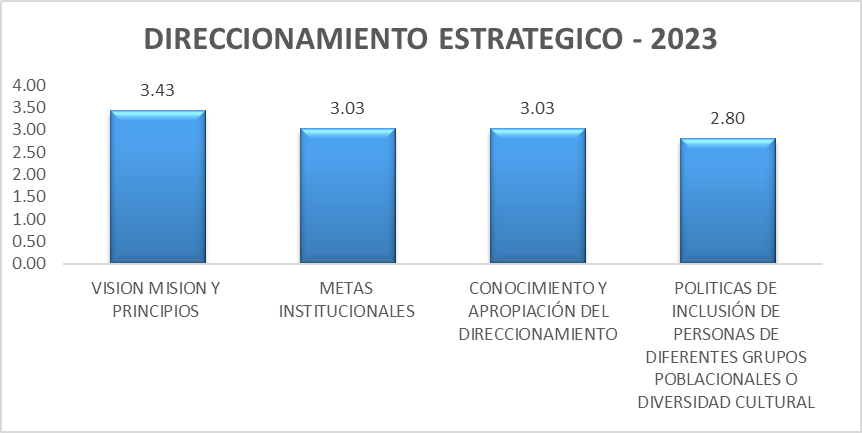 DIRECCIONAMIENTO ESTRATEGICO - 2023
4.00
3.50
3.00
2.50
2.00
1.50
1.00
0.50
0.00
3.43
3.03
3.03
2.80
VISION MISION Y
PRINCIPIOS
METAS
INSTITUCIONALES
CONOCIMIENTO Y
APROPIACIÓN DEL
DIRECCIONAMIENTO
POLITICAS DE
INCLUSIÓN DE
PERSONAS DE
DIFERENTES GRUPOS
POBLACIONALES O
DIVERSIDAD CULTURAL